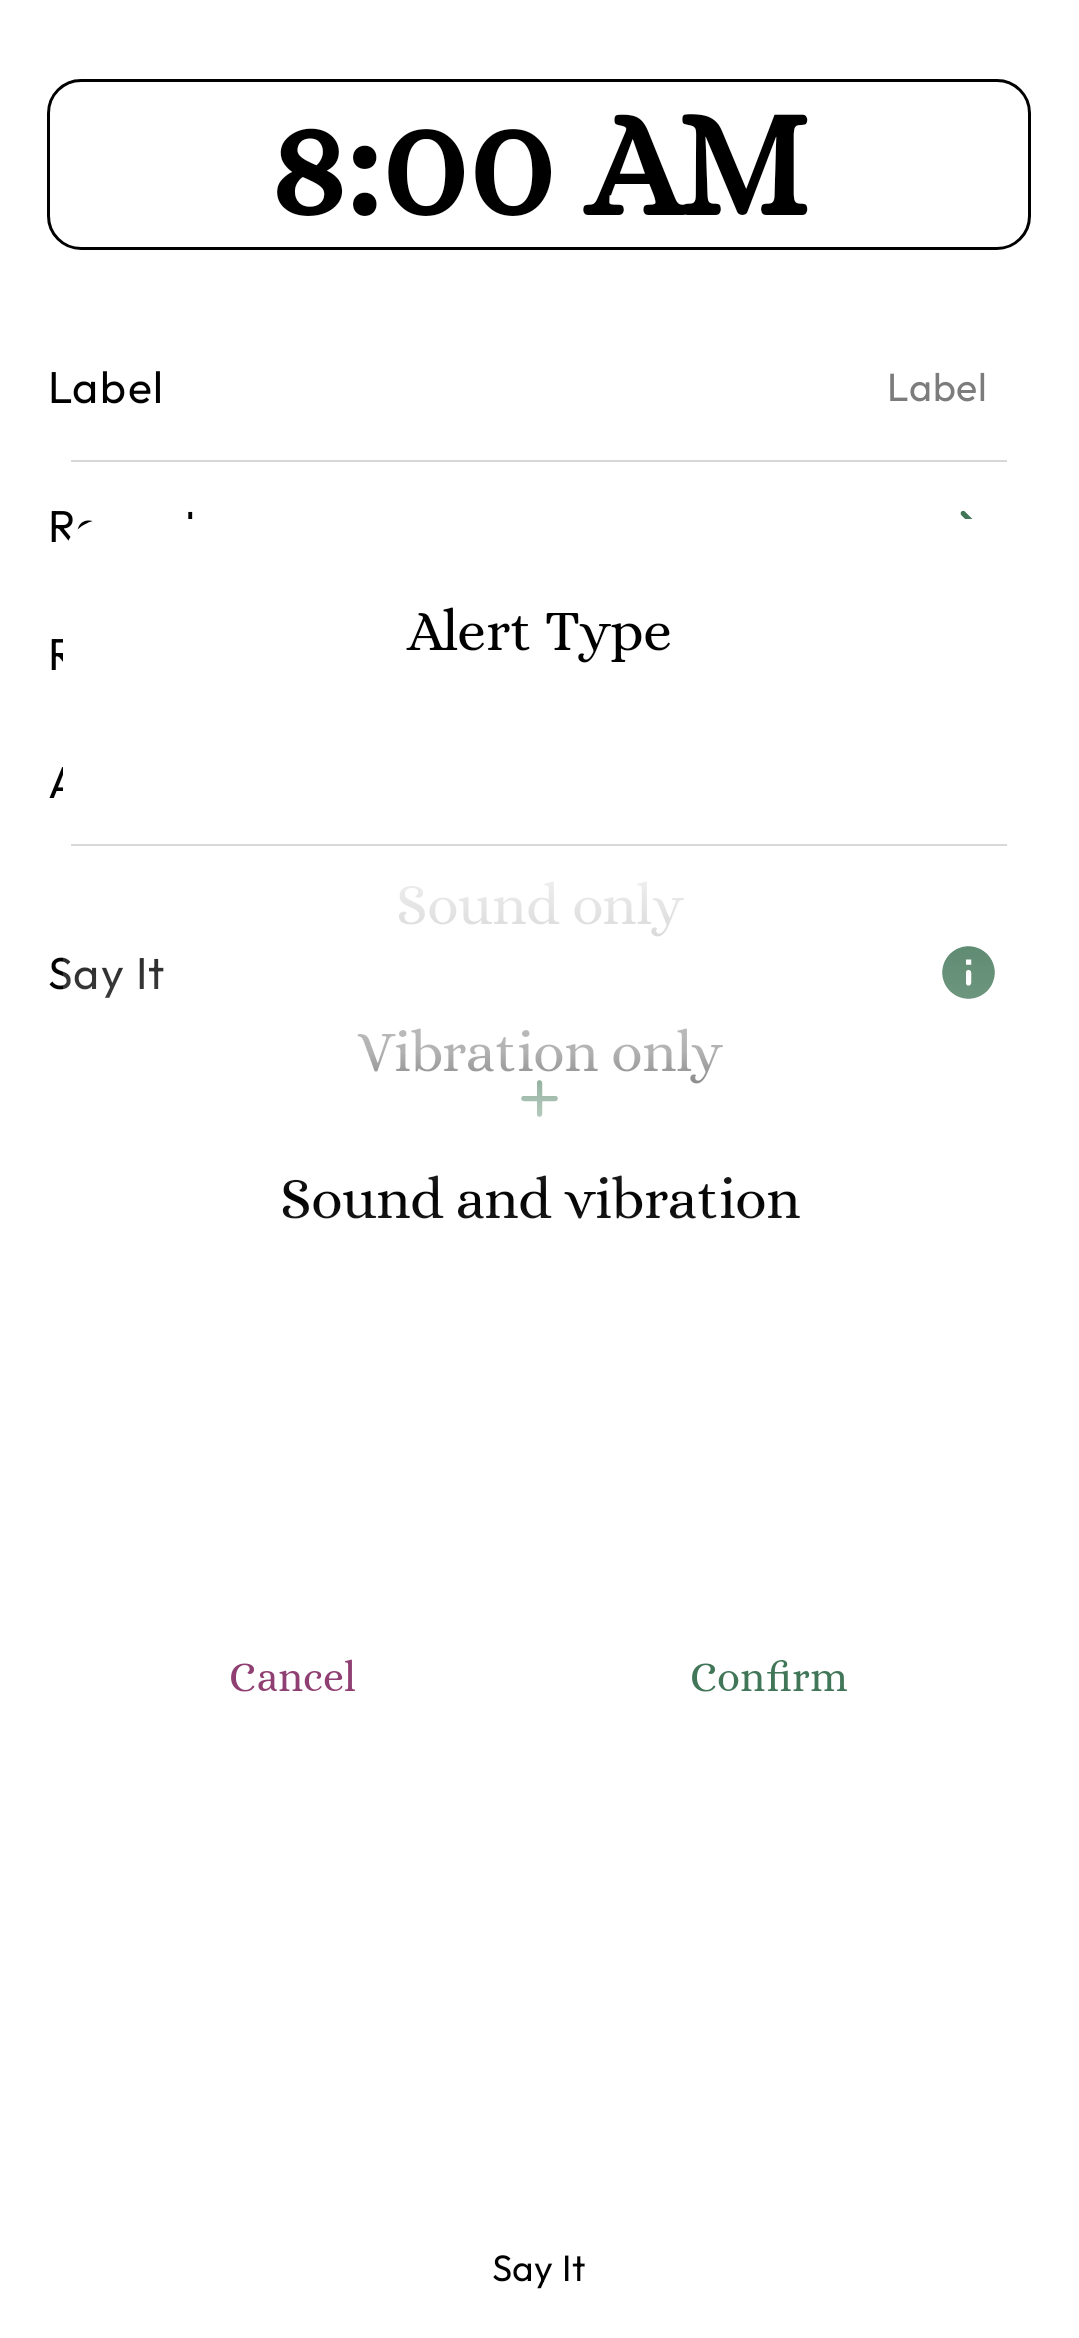 8:00 AM
Label Label
Alert Type
Sound only
Say It
Vibration only
Sound and vibration
Cancel Confirm
Say It